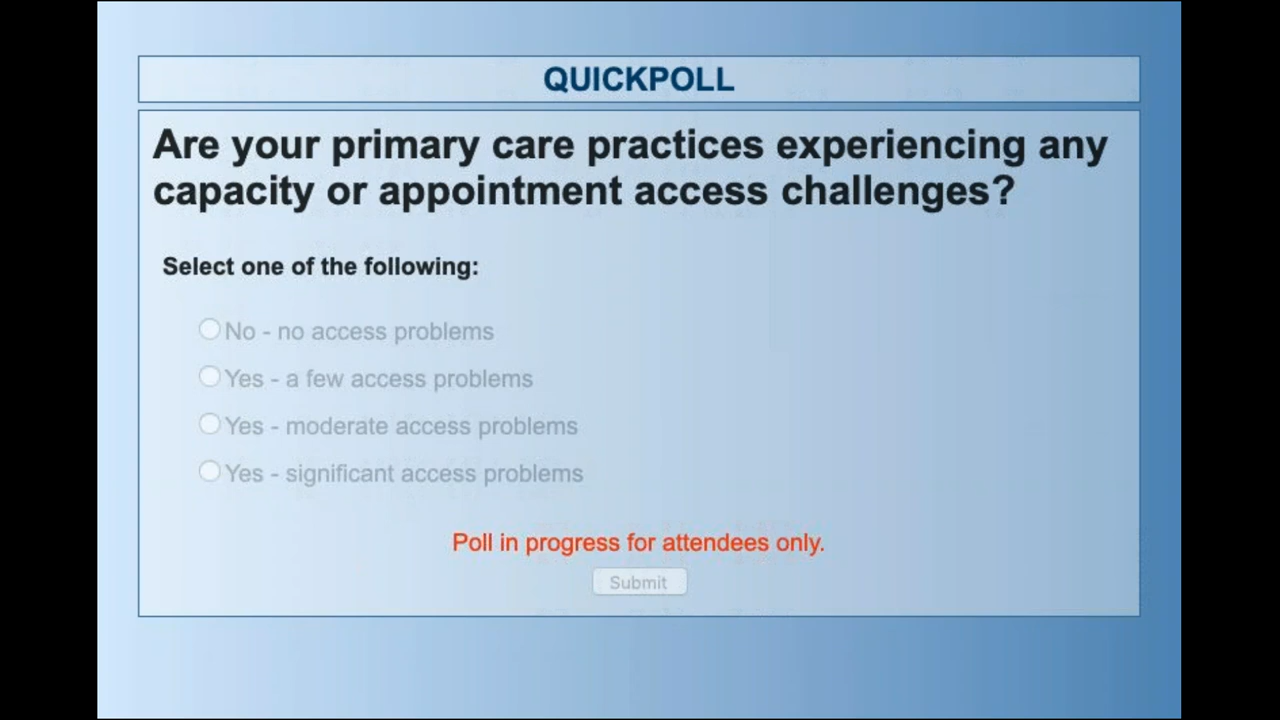 QUICKPOLL
Are your primary care practices experiencing any
capacity or appointment access challenges?
Select one of the following:
No - no access problems
Yes - a few access problems
Yes - moderate access problems
Yes - significant access problems
Poll in progress for attendees only.
Submit